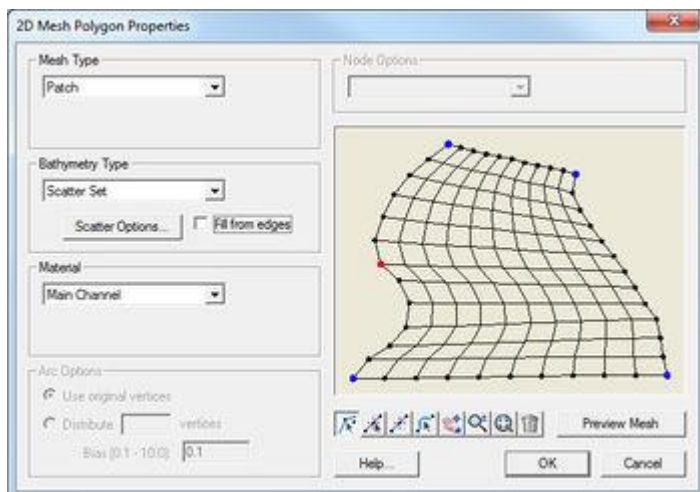 2D Mesh Polygon Properties
Mesh Type
Patch
Node Options
Bathymetry Type
Scatter Set
Scatter Options...
Fill from edges
Material
Main Channel
Arc Options
Use original vertices
Distribute
vertices
Bias (0.1 - 10.0):
0.1
Preview Mesh
Help...
OK
Cancel